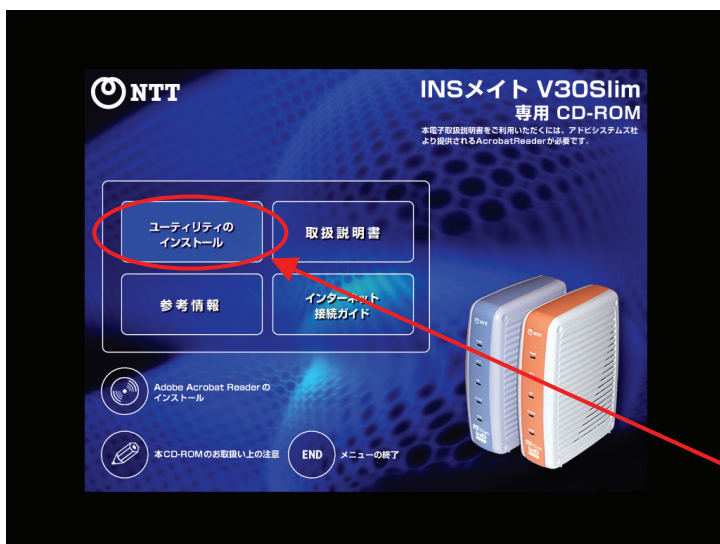 NTT
INSメイト V30Slim
専用 CD-ROM
本電子取扱説明書をご利用いただくには、アドビシステムズ社
より提供されるAcrobatReaderが必要です。
ユーティリティの
インストール
取扱説明書
参考情報
インターネット
接続ガイド
Adobe Acrobat Reader の
インストール
本CD-ROMのお取扱い上の注意
END
メニューの終了
NTT
NTT